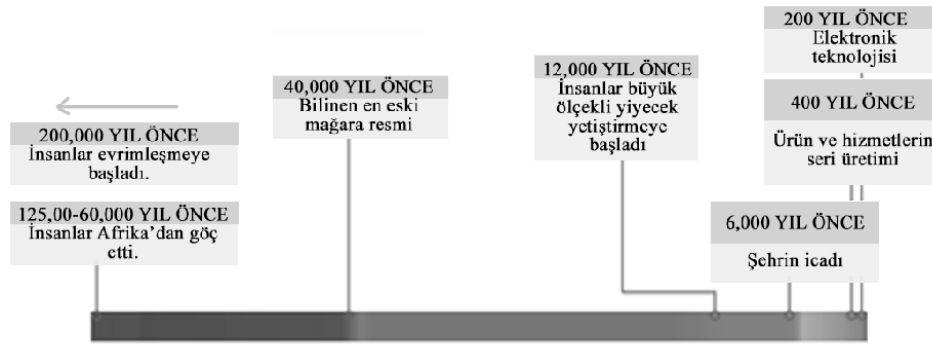 200,000 YIL ÖNCE
İnsanlar evrimleşmeye
başladı.
125,00-60,000 YIL ÖNCE
İnsanlar Afrika’dan göç
etti.
40,000 YIL ÖNCE
Bilinen en eski
mağara resmi
12,000 YIL ÖNCE
İnsanlar büyük
ölçekli yiyecek
yetiştirmeye
başladı
6,000 YIL ÖNCE
Şehrin icadı
400 YIL ÖNCE
Ürün ve hizmetlerin
seri üretimi
200 YIL ÖNCE
Elektronik
teknolojisi